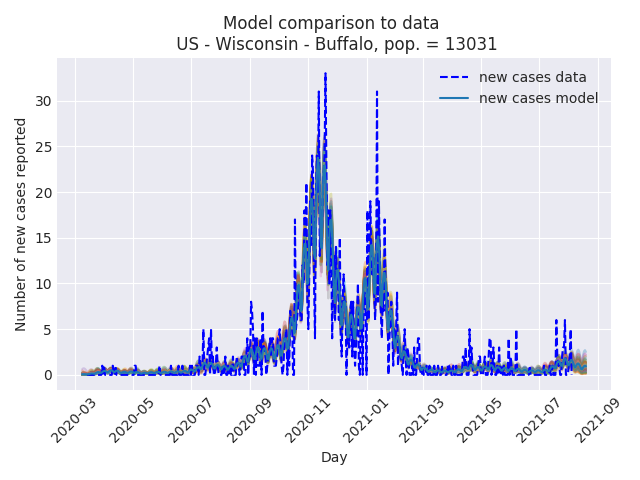 Model comparison to data
US - Wisconsin - Buffalo, pop. = 13031
new cases data
new cases model
Number of new cases reported
30
25
20
15
10
5
0
2020-03
2020-05
2020-07
2020-09
2020-11
2021-01
2021-03
2021-05
2021-07
2021-09
Day